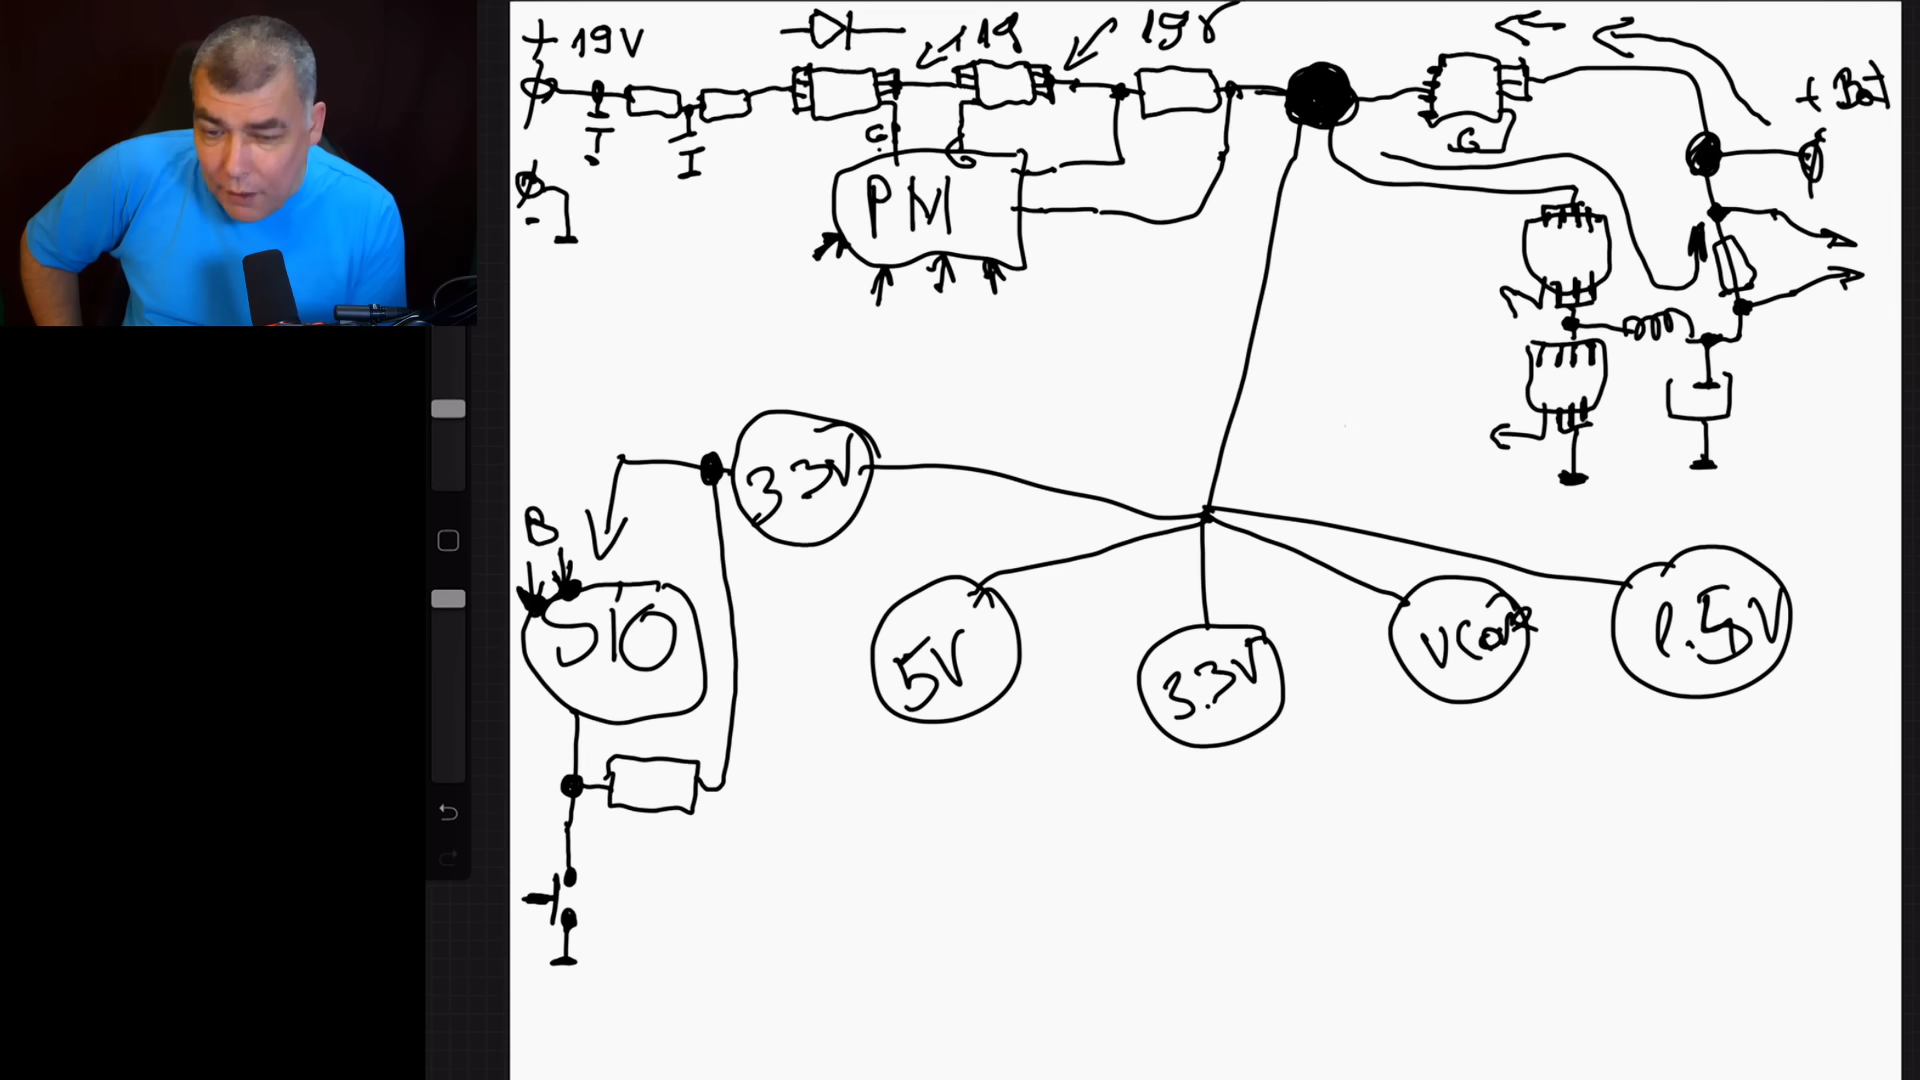 + 19V
19
19V
+ Bat
I
G
G
G
PM
-
3.3V
B
SIO
5V
3.3V
VCore
1.5V